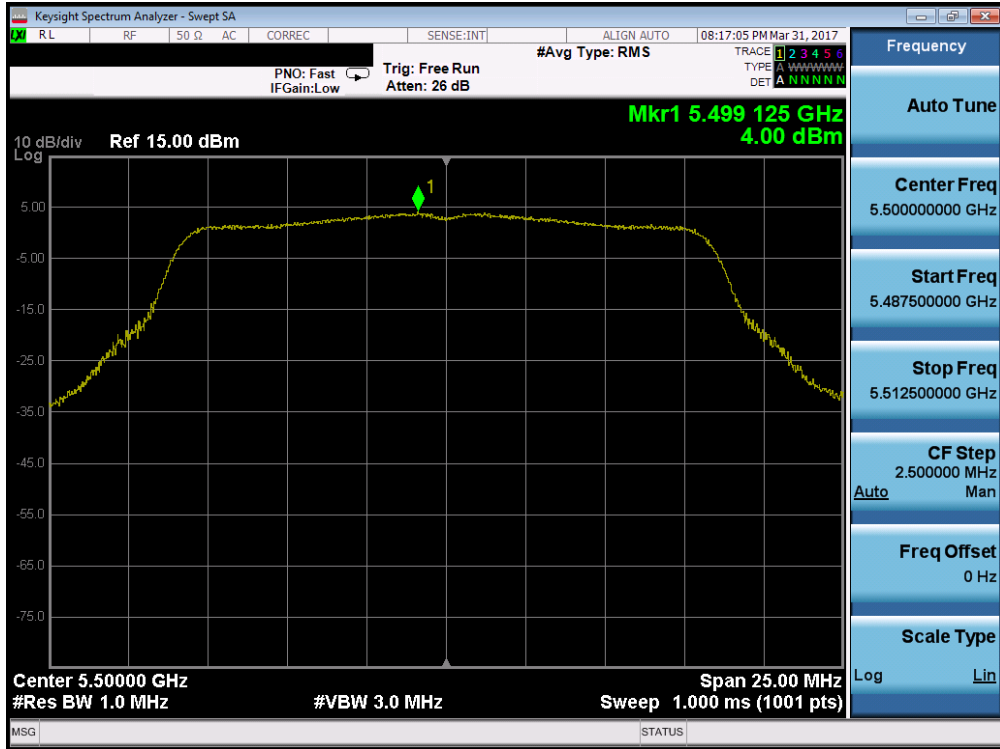 Keysight Spectrum Analyzer - Swept SA
LXI RL RF 50 Ω AC CORREC SENSE:INT ALIGN AUTO 08:17:05 PM Mar 31, 2017
PNO: Fast
IFGain:Low
Trig: Free Run
Atten: 26 dB
#Avg Type: RMS
TRACE 1 2 3 4 5 6
TYPE A WWWWW
DET A N N N N N
Mkr1 5.499 125 GHz
4.00 dBm
10 dB/div Ref 15.00 dBm
Log
1
5.00
-5.00
-15.0
-25.0
-35.0
-45.0
-55.0
-65.0
-75.0
Center 5.50000 GHz Span 25.00 MHz
#Res BW 1.0 MHz #VBW 3.0 MHz Sweep 1.000 ms (1001 pts)
MSG STATUS
Frequency
Auto Tune
Center Freq
5.500000000 GHz
Start Freq
5.487500000 GHz
Stop Freq
5.512500000 GHz
CF Step
2.500000 MHz
Auto Man
Freq Offset
0 Hz
Scale Type
Log Lin